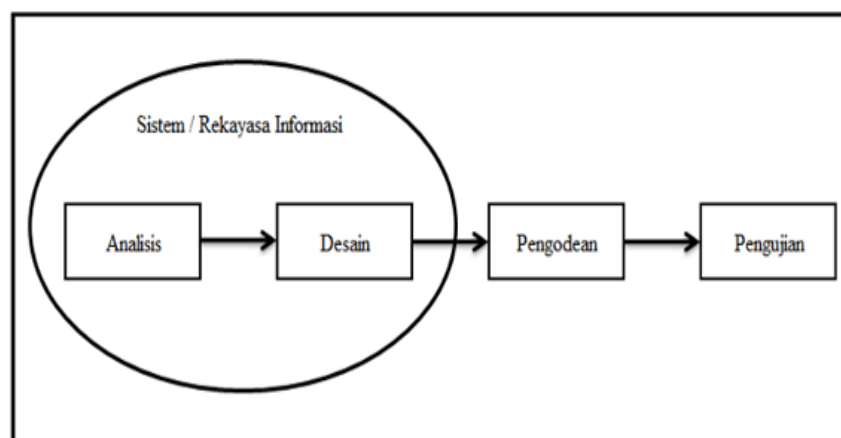 Sistem / Rekayasa Informasi
Analisis
Desain
Pengodean
Pengujian